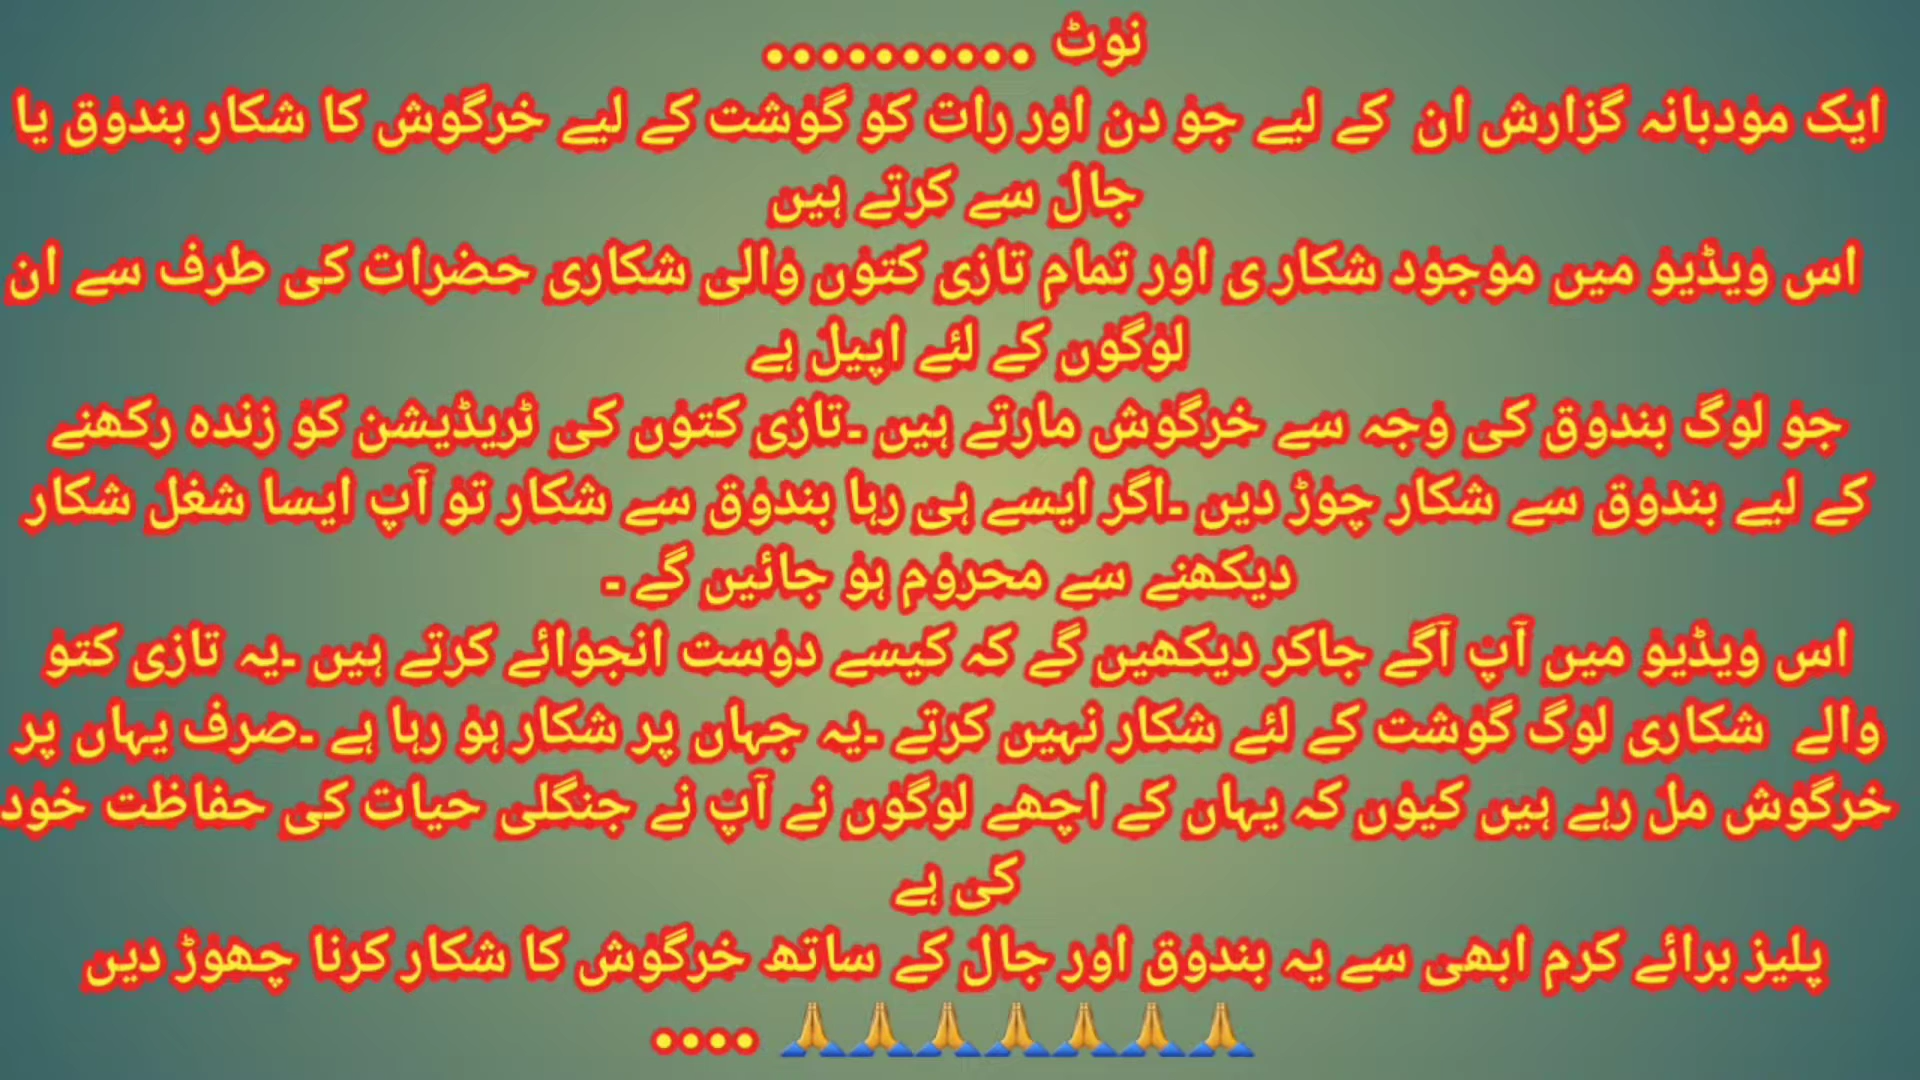 نوٹ ..........
ایک مودبانہ گزارش ان کے لیے جو دن اور رات کو گوشت کے لیے خرگوش کا شکار بندوق یا
جال سے کرتے ہیں
اس ویڈیو میں موجود شکار ی اور تمام تازی کتوں والی شکاری حضرات کی طرف سے ان
لوگوں کے لئے اپیل ہے
جو لوگ بندوق کی وجہ سے خرگوش مارتے ہیں ۔تازی کتوں کی ٹریڈیشن کو زندہ رکھنے
کے لیے بندوق سے شکار چوڑ دیں ۔اگر ایسے ہی رہا بندوق سے شکار تو آپ ایسا شغل شکار
دیکھنے سے محروم ہو جائیں گے ۔
اس ویڈیو میں آپ آگے جاکر دیکھیں گے کہ کیسے دوست انجوائے کرتے ہیں ۔یہ تازی کتو
والے شکاری لوگ گوشت کے لئے شکار نہیں کرتے ۔یہ جہاں پر شکار ہو رہا ہے ۔صرف یہاں پر
خرگوش مل رہے ہیں کیوں کہ یہاں کے اچھے لوگوں نے آپ نے جنگلی حیات کی حفاظت خود
کی ہے
پلیز برائے کرم ابھی سے یہ بندوق اور جال کے ساتھ خرگوش کا شکار کرنا چھوڑ دیں
🙏🙏🙏🙏🙏🙏🙏 ....